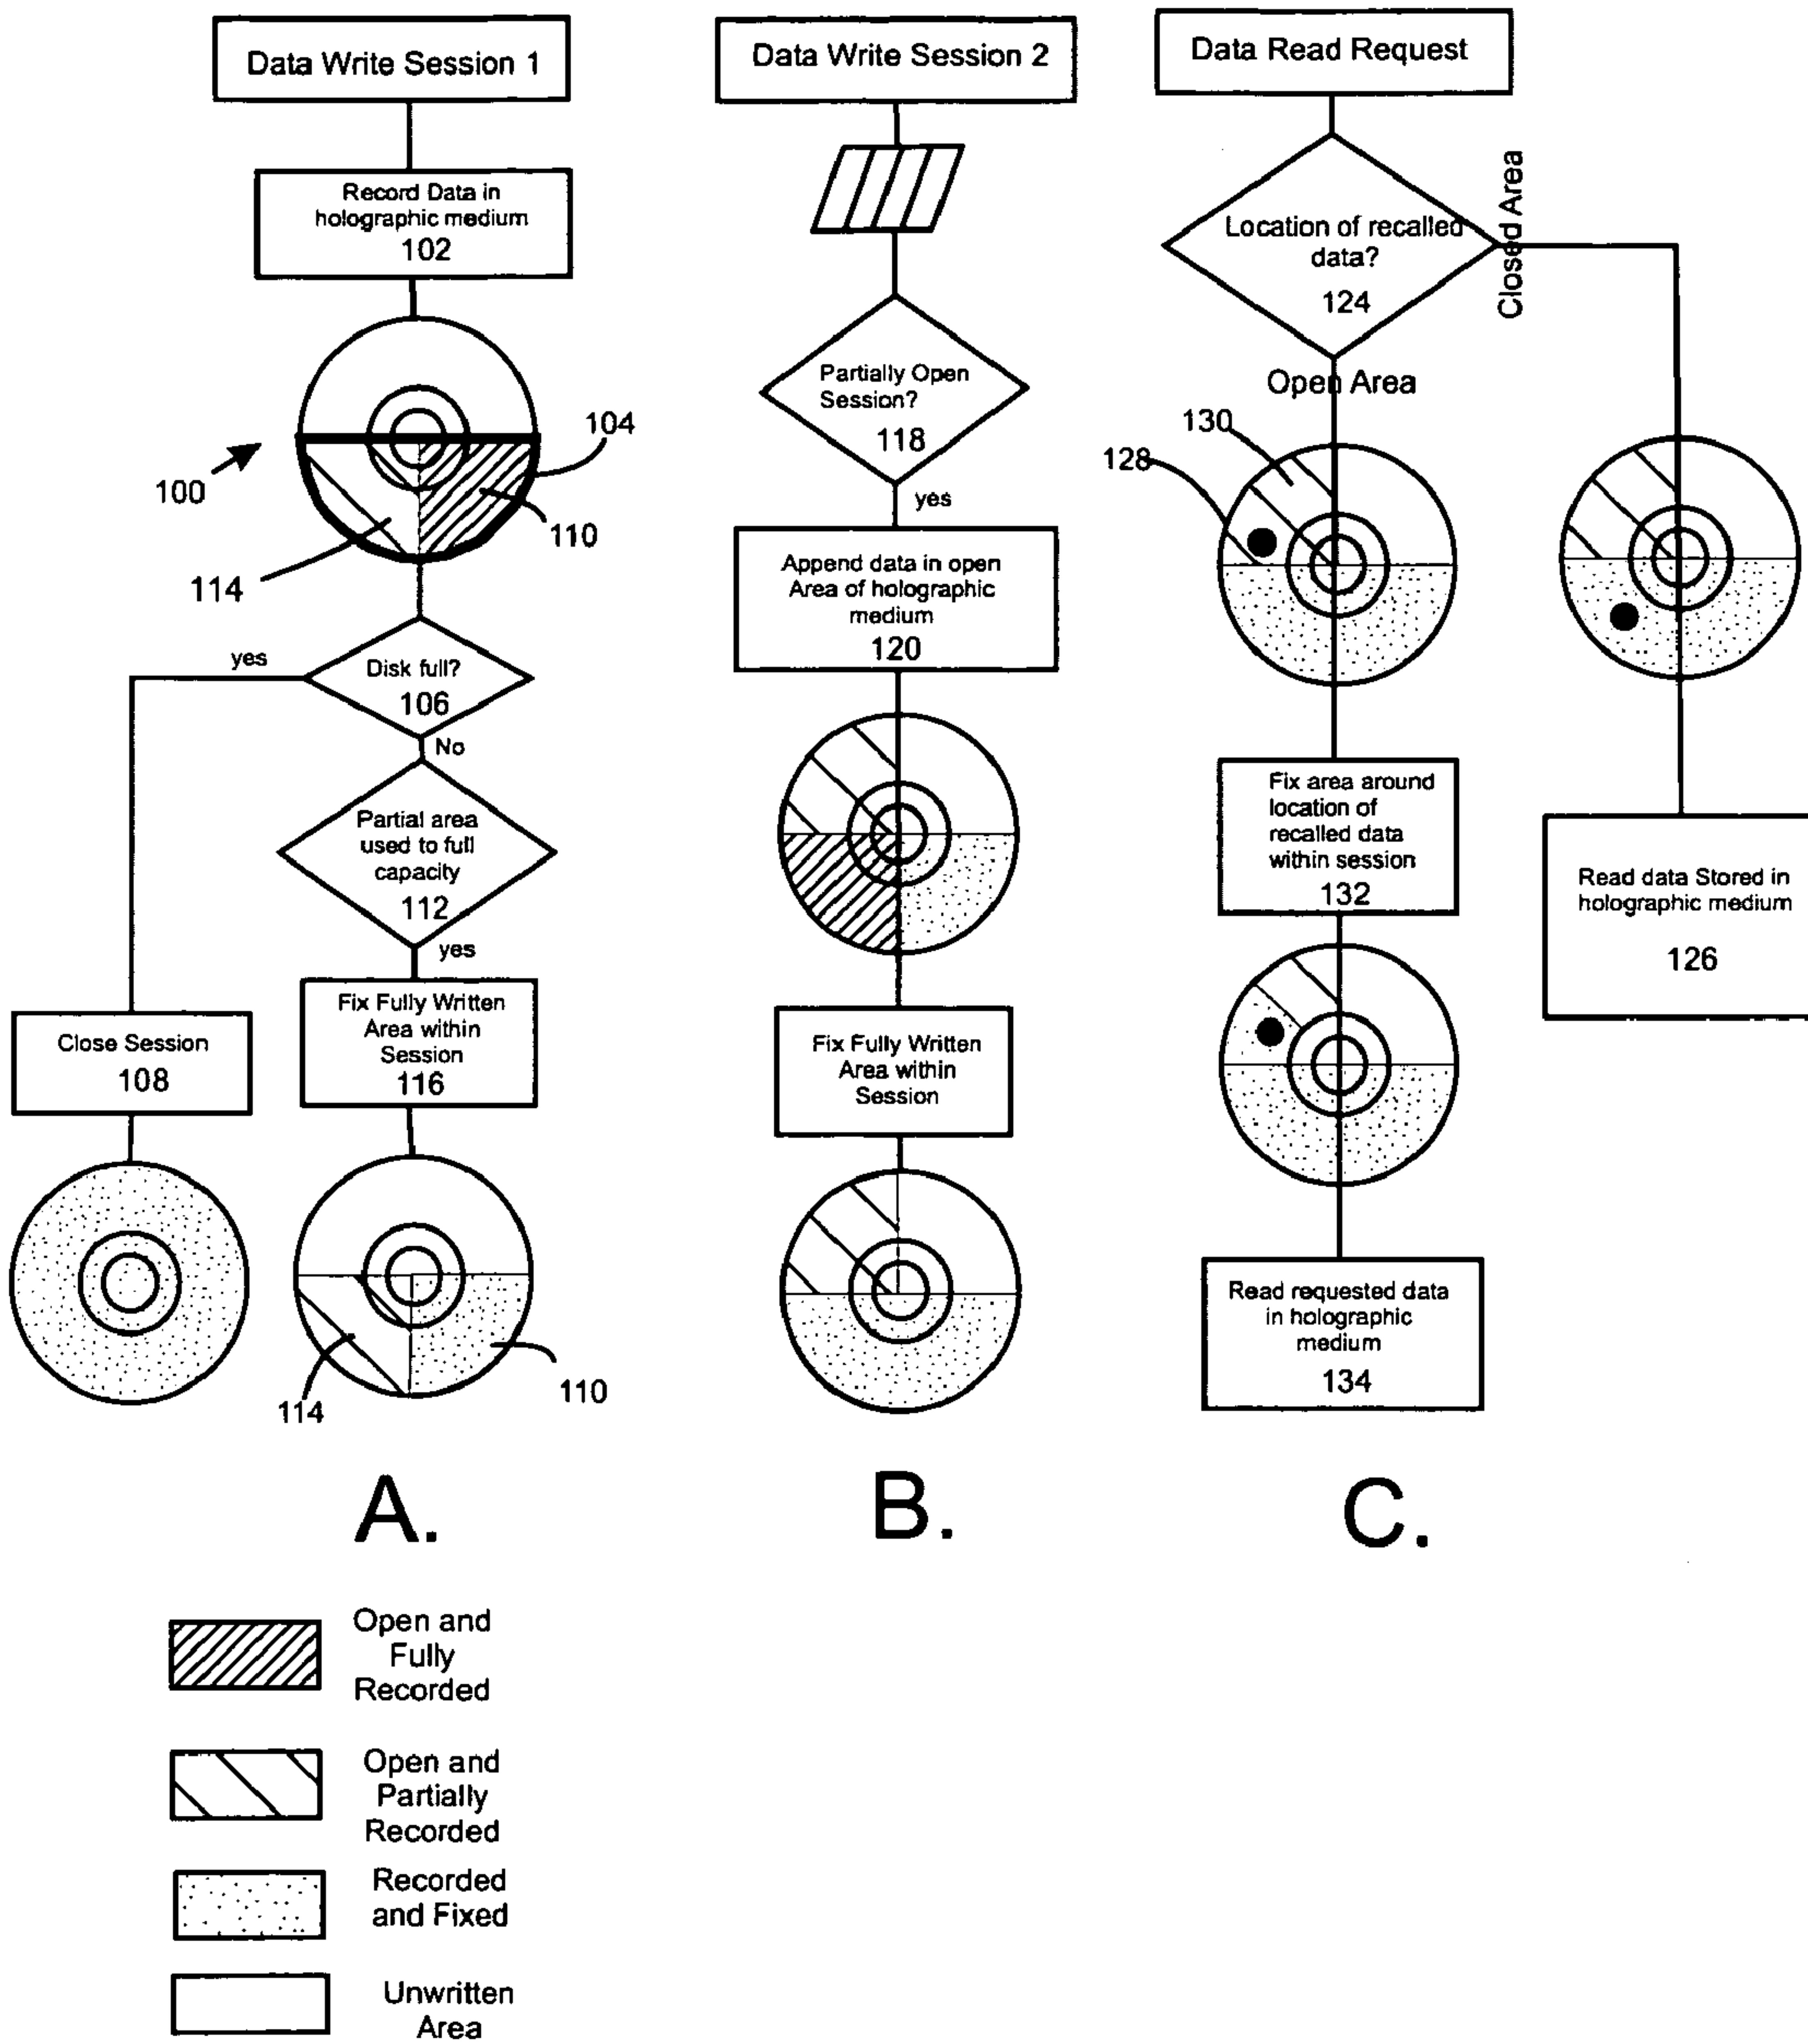 Data Write Session 1
Record Data in
holographic medium
102
100
104
110
114
Disk full?
106
yes
No
Partial area
used to full
capacity
112
yes
Close Session
108
Fix Fully Written
Area within
Session
116
114
110
A.
Data Write Session 2
Partially Open
Session?
118
yes
Append data in open
Area of holographic
medium
120
Fix Fully Written
Area within
Session
B.
Data Read Request
Location of recalled
data?
124
Closed Area
Open Area
130
128
Fix area around
location of
recalled data
within session
132
Read data Stored in
holographic medium
126
Read requested data
in holographic
medium
134
C.
Open and
Fully
Recorded
Open and
Partially
Recorded
Recorded
and Fixed
Unwritten
Area